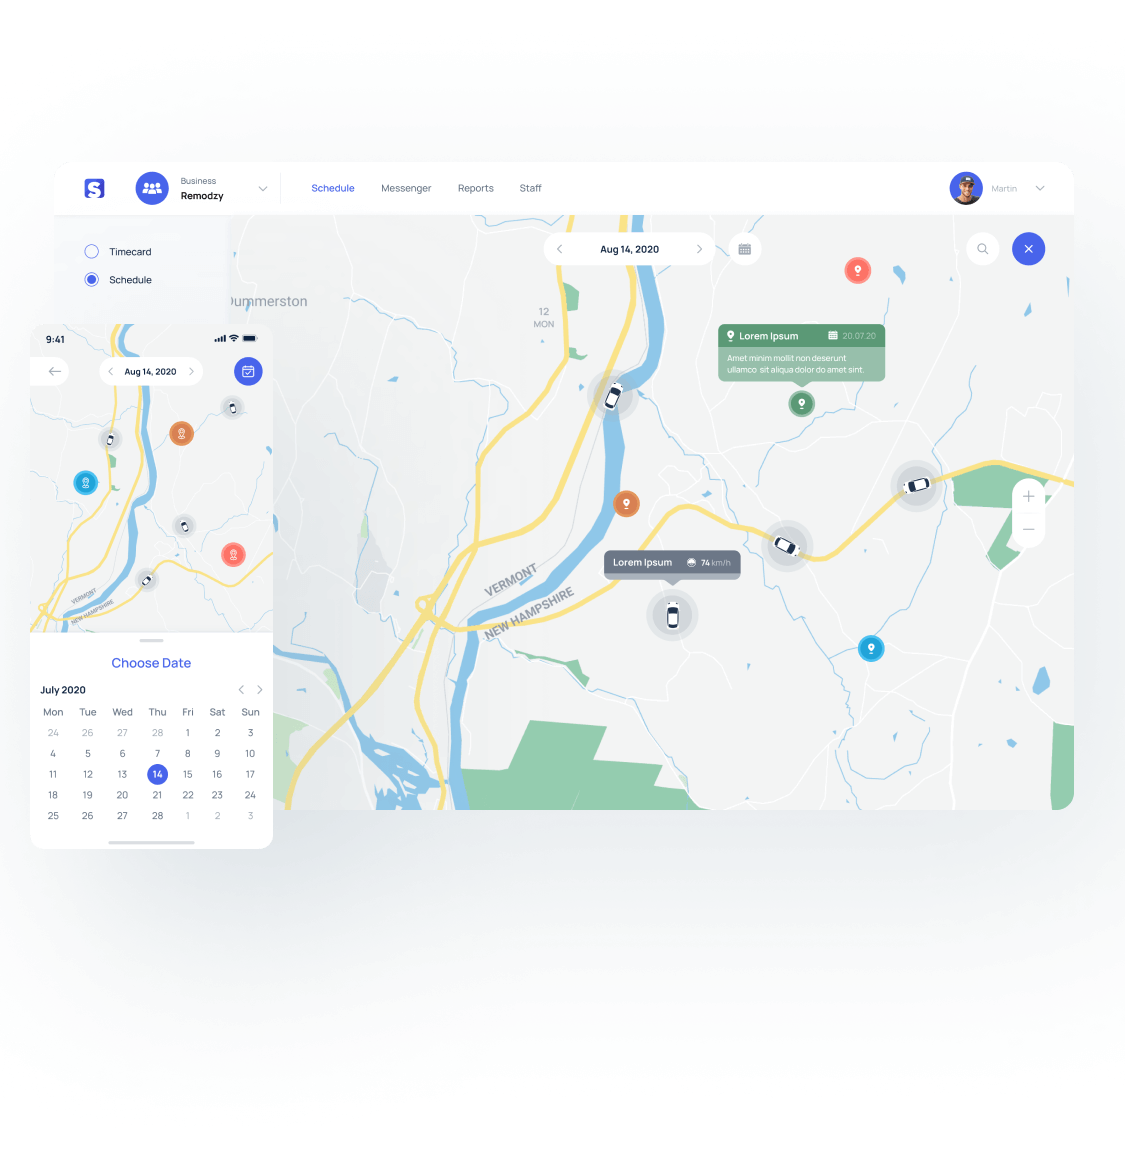 S
Business
Remodzy
Schedule
Messenger
Reports
Staff
Martin
Timecard
Schedule
Aug 14, 2020
Dummerston
12
MON
Lorem Ipsum
20.07.20
Amet minim mollit non deserunt
ullamco sit aliqua dolor do amet sint.
Lorem Ipsum
74 km/h
VERMONT
NEW HAMPSHIRE
+
−
9:41
Aug 14, 2020
VERMONT
NEW HAMPSHIRE
Choose Date
July 2020
Mon Tue Wed Thu Fri Sat Sun
24 26 27 28 1 2 3
4 5 6 7 8 9 10
11 12 13 14 15 16 17
18 19 20 21 22 23 24
25 26 27 28 1 2 3